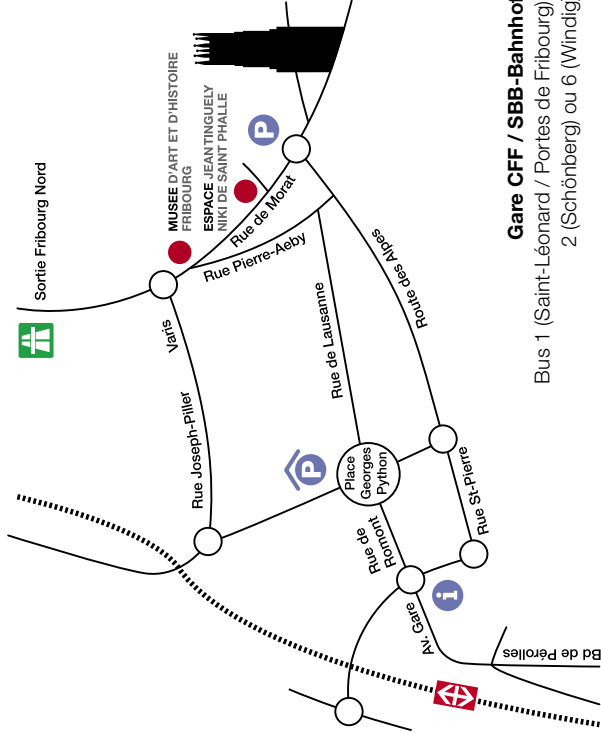 Sortie Fribourg Nord
MUSEE D'ART ET D'HISTOIRE
FRIBOURG
ESPACE JEAN TINGUELY
NIKI DE SAINT PHALLE
P
Rue de Morat
Rue Pierre-Aeby
Varis
Rue Joseph-Piller
Rue de Lausanne
Route des Alpes
P
Place
Georges
Python
Rue de
Romont
Rue St-Pierre
Av. Gare
i
Bd de Pérolles
Gare CFF / SBB-Bahnhof
Bus 1 (Saint-Léonard / Portes de Fribourg)
2 (Schönberg) ou 6 (Windig